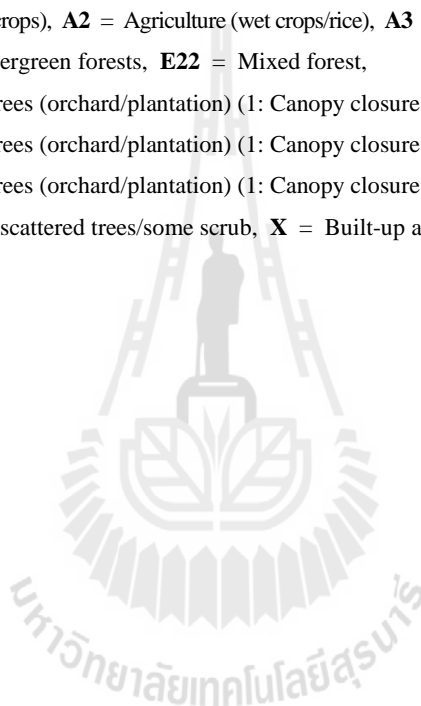 crops), A2 = Agriculture (wet crops/rice), A3
ergreen forests, E22 = Mixed forest,
rees (orchard/plantation) (1: Canopy closure
rees (orchard/plantation) (1: Canopy closure
rees (orchard/plantation) (1: Canopy closure
scattered trees/some scrub, X = Built-up a
มหาวิทยาลัยเทคโนโลยีสุรนารี